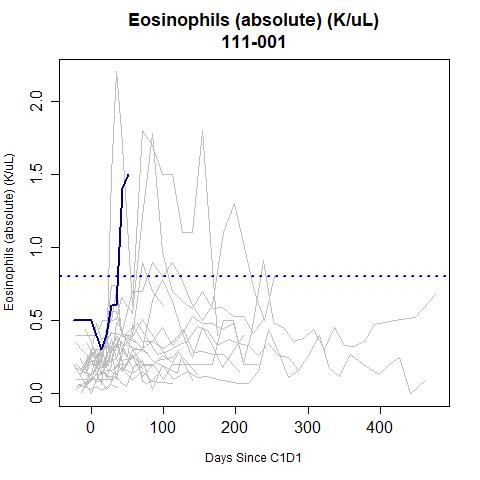 Eosinophils (absolute) (K/uL)
111-001
Eosinophils (absolute) (K/uL)
2.0
1.5
1.0
0.5
0.0
0 100 200 300 400
Days Since C1D1